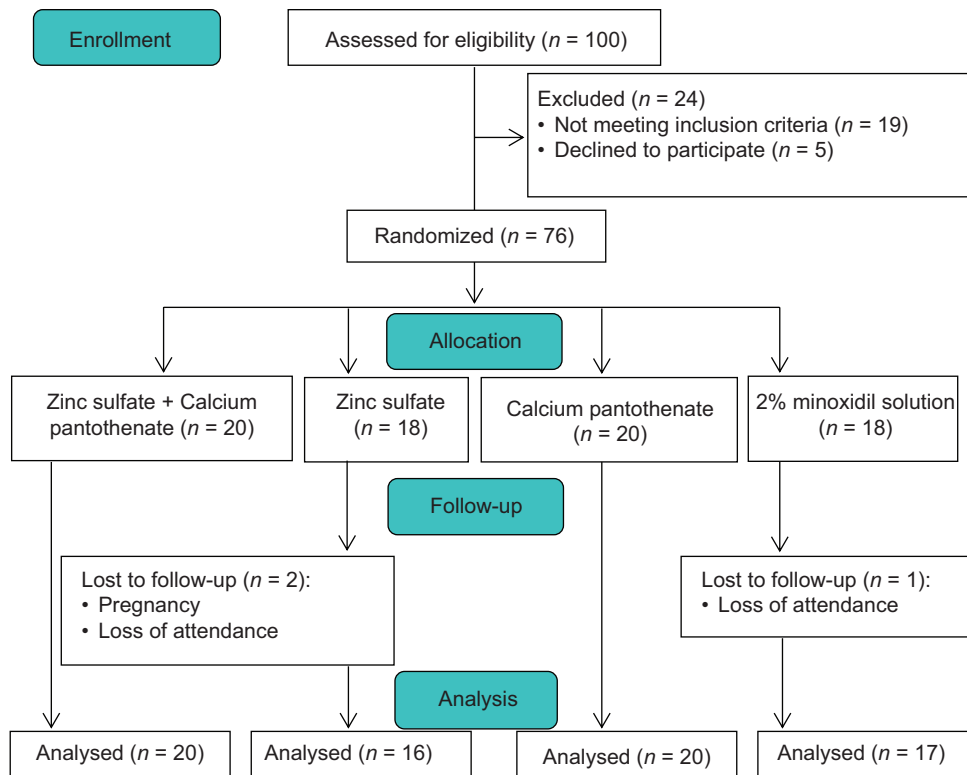 Enrollment
Assessed for eligibility (n = 100)
Excluded (n = 24)
• Not meeting inclusion criteria (n = 19)
• Declined to participate (n = 5)
Randomized (n = 76)
Allocation
Zinc sulfate + Calcium
pantothenate (n = 20)
Zinc sulfate
(n = 18)
Calcium pantothenate
(n = 20)
2% minoxidil solution
(n = 18)
Follow-up
Lost to follow-up (n = 2):
• Pregnancy
• Loss of attendance
Lost to follow-up (n = 1):
• Loss of attendance
Analysis
Analysed (n = 20)
Analysed (n = 16)
Analysed (n = 20)
Analysed (n = 17)